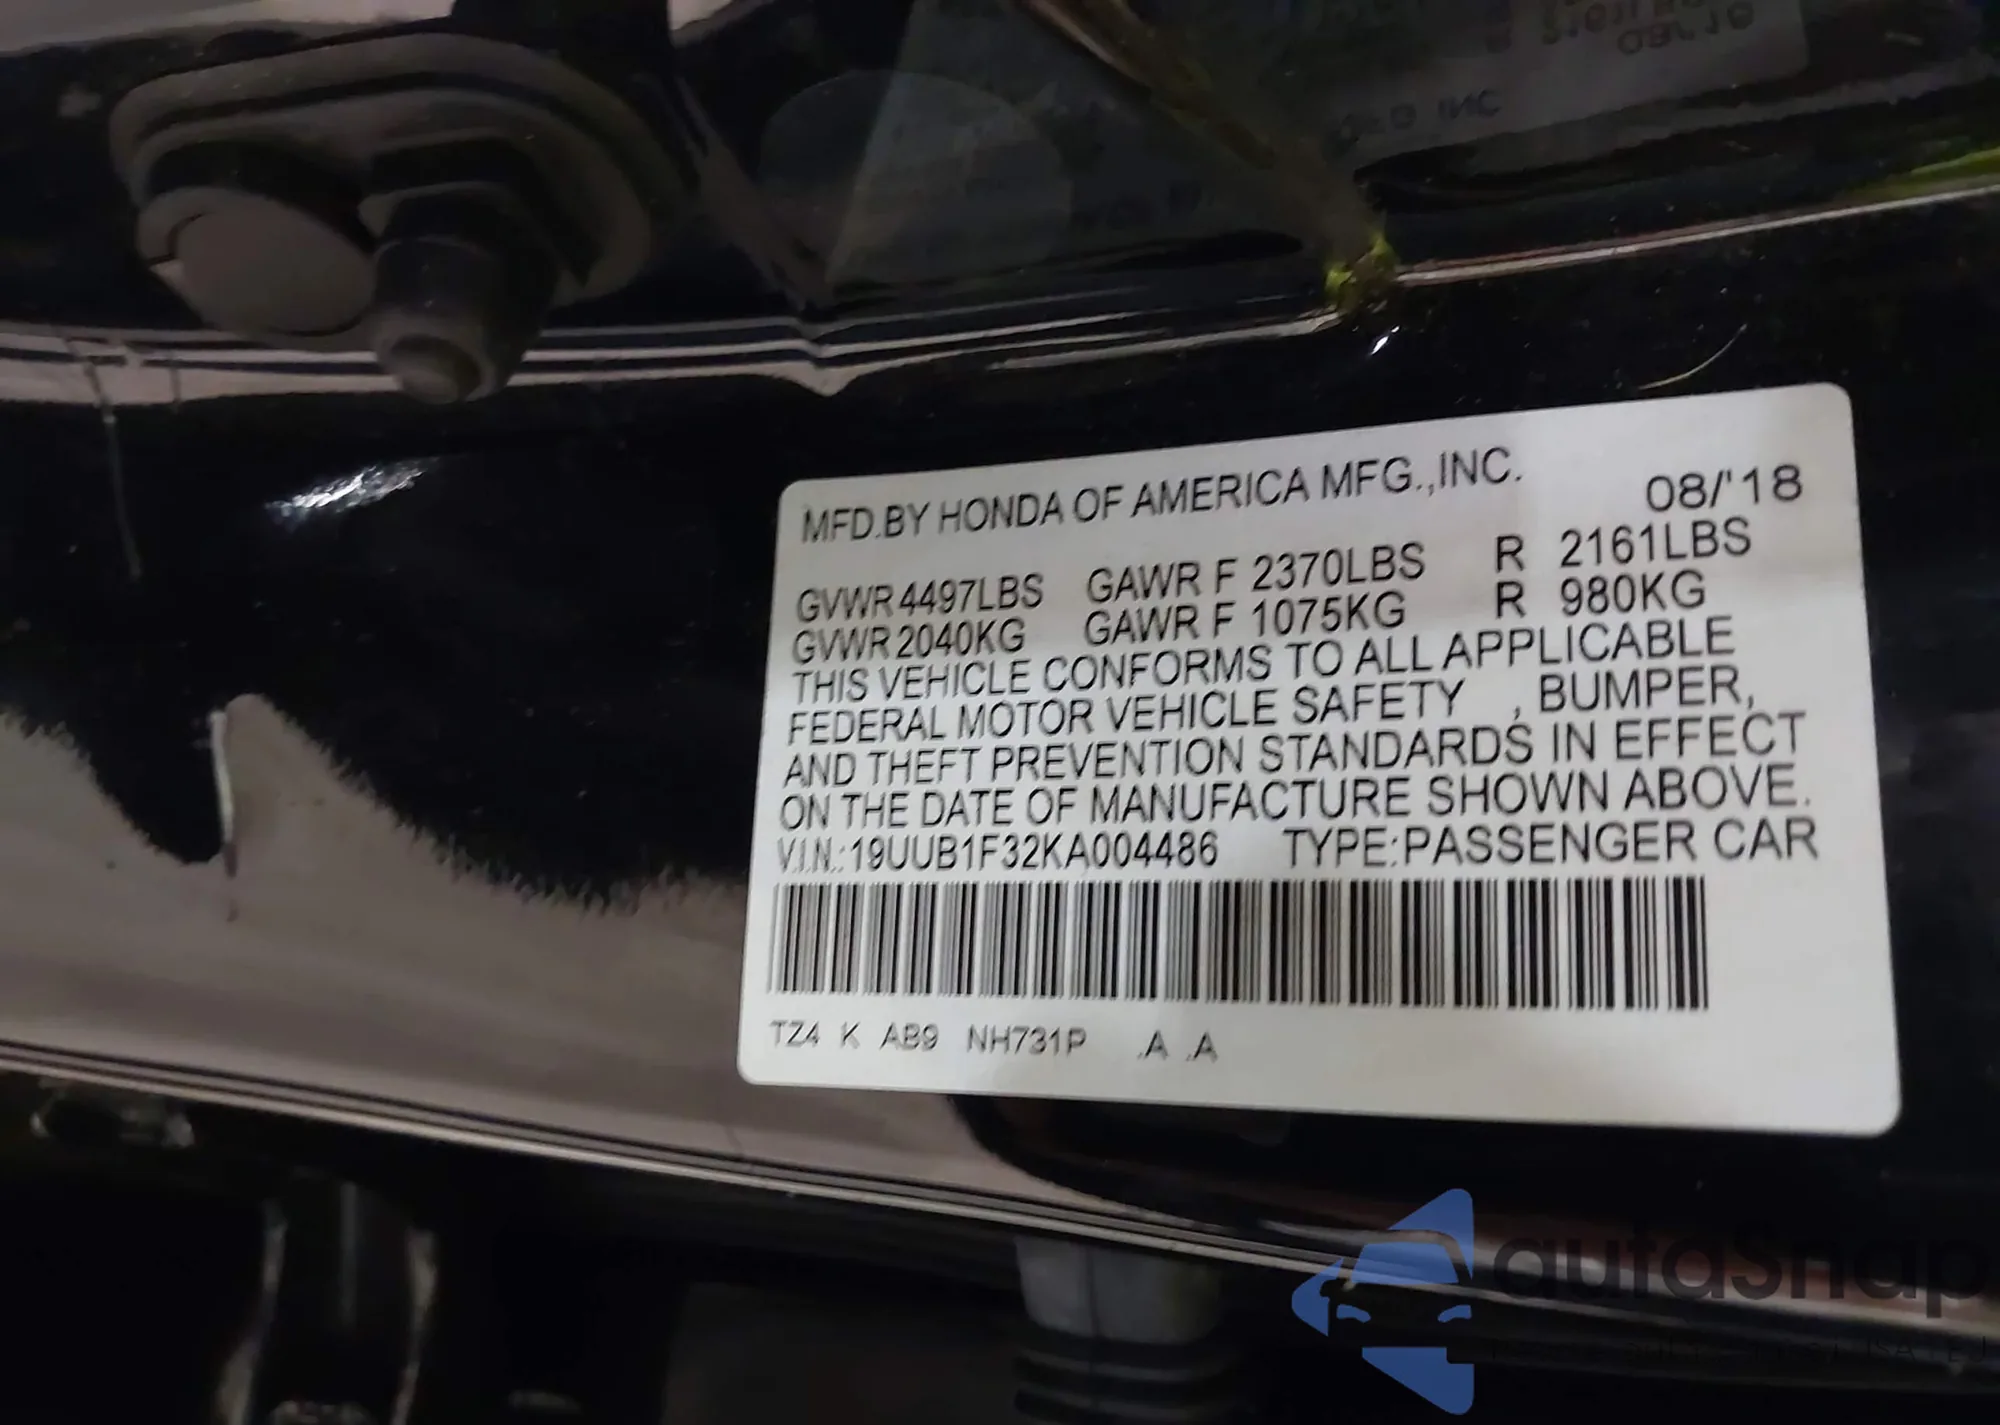 MFD.BY HONDA OF AMERICA MFG.,INC. 08/'18
GVWR 4497LBS GAWR F 2370LBS R 2161LBS
GVWR 2040KG GAWR F 1075KG R 980KG
THIS VEHICLE CONFORMS TO ALL APPLICABLE
FEDERAL MOTOR VEHICLE SAFETY , BUMPER,
AND THEFT PREVENTION STANDARDS IN EFFECT
ON THE DATE OF MANUFACTURE SHOWN ABOVE.
V.I.N.:19UUB1F32KA004486 TYPE:PASSENGER CAR
TZ4 K AB9 NH731P .A .A
autasnap